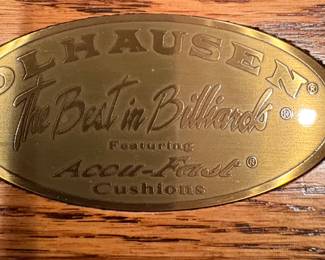 OLHAUSEN®
The Best in Billiards®
Featuring
Accu-Fast®
Cushions